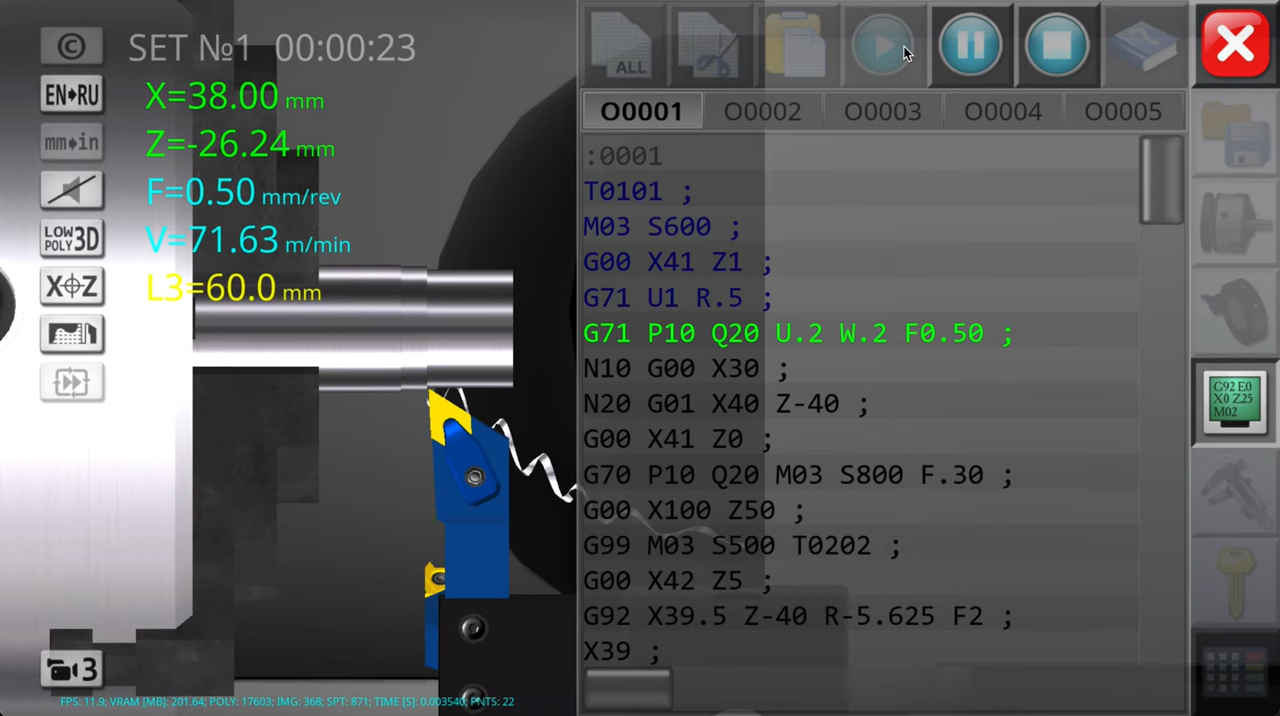 © SET №1 00:00:23
EN▸RU X=38.00 mm
mm▸in Z=-26.24 mm
F=0.50 mm/rev
LOW POLY 3D V=71.63 m/min
X⌖Z L3=60.0 mm
3
FPS: 11.9; VRAM [MB]: 201.64; POLY: 17603; IMG: 368; SPT: 871; TIME [S]: 0.003540; PNTS: 22
ALL
O0001 O0002 O0003 O0004 O0005
:0001
T0101 ;
M03 S600 ;
G00 X41 Z1 ;
G71 U1 R.5 ;
G71 P10 Q20 U.2 W.2 F0.50 ;
N10 G00 X30 ;
N20 G01 X40 Z-40 ;
G00 X41 Z0 ;
G70 P10 Q20 M03 S800 F.30 ;
G00 X100 Z50 ;
G99 M03 S500 T0202 ;
G00 X42 Z5 ;
G92 X39.5 Z-40 R-5.625 F2 ;
X39 ;
G92 E0
X0 Z25
M02